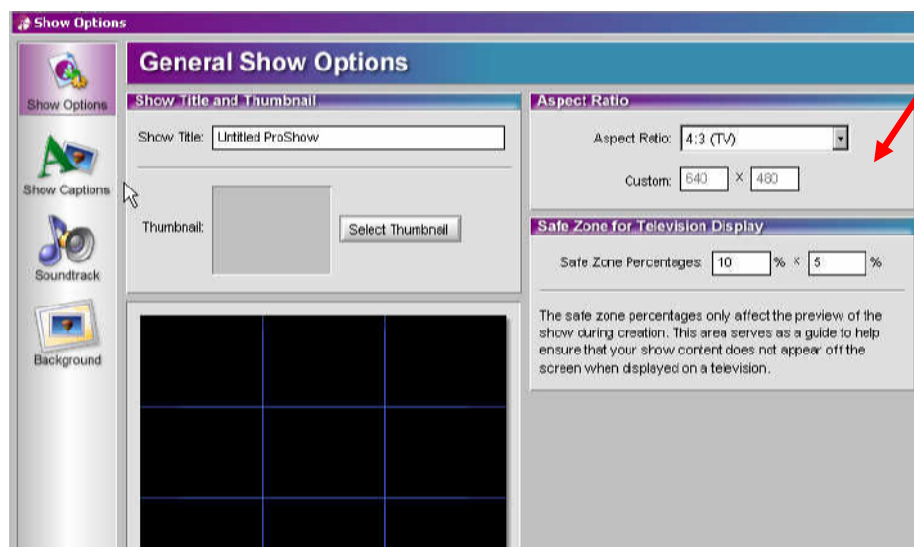 Show Options
General Show Options
Show Options
Show Captions
Soundtrack
Background
Show Title and Thumbnail
Show Title: Untitled ProShow
Thumbnail: Select Thumbnail
Aspect Ratio
Aspect Ratio: 4:3 (TV)
Custom: 640 × 480
Safe Zone for Television Display
Safe Zone Percentages: 10 % × 5 %
The safe zone percentages only affect the preview of the
show during creation. This area serves as a guide to help
ensure that your show content does not appear off the
screen when displayed on a television.